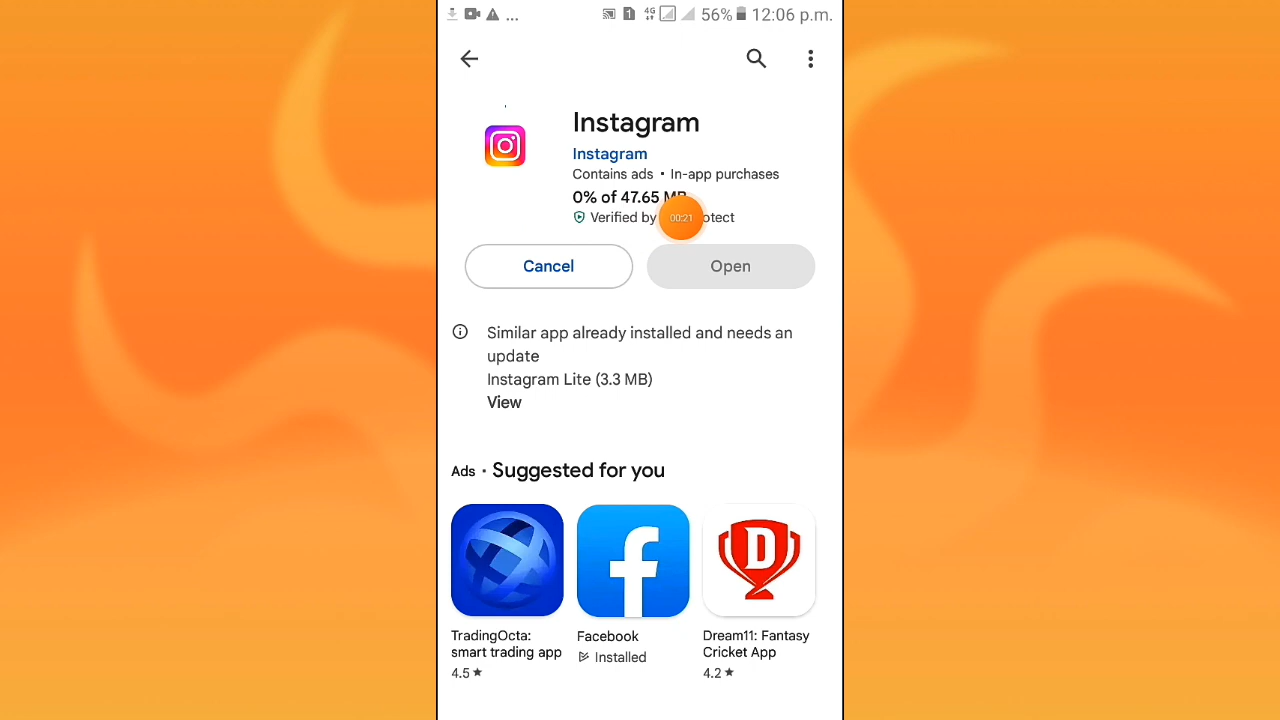 ... 1 4G 56% 12:06 p.m.
Instagram
Instagram
Contains ads • In-app purchases
0% of 47.65 MB
Verified by otect
00:21
Cancel Open
Similar app already installed and needs an
update
Instagram Lite (3.3 MB)
View
Ads • Suggested for you
D
TradingOcta:
smart trading app
4.5★
Facebook
Installed
Dream11: Fantasy
Cricket App
4.2★